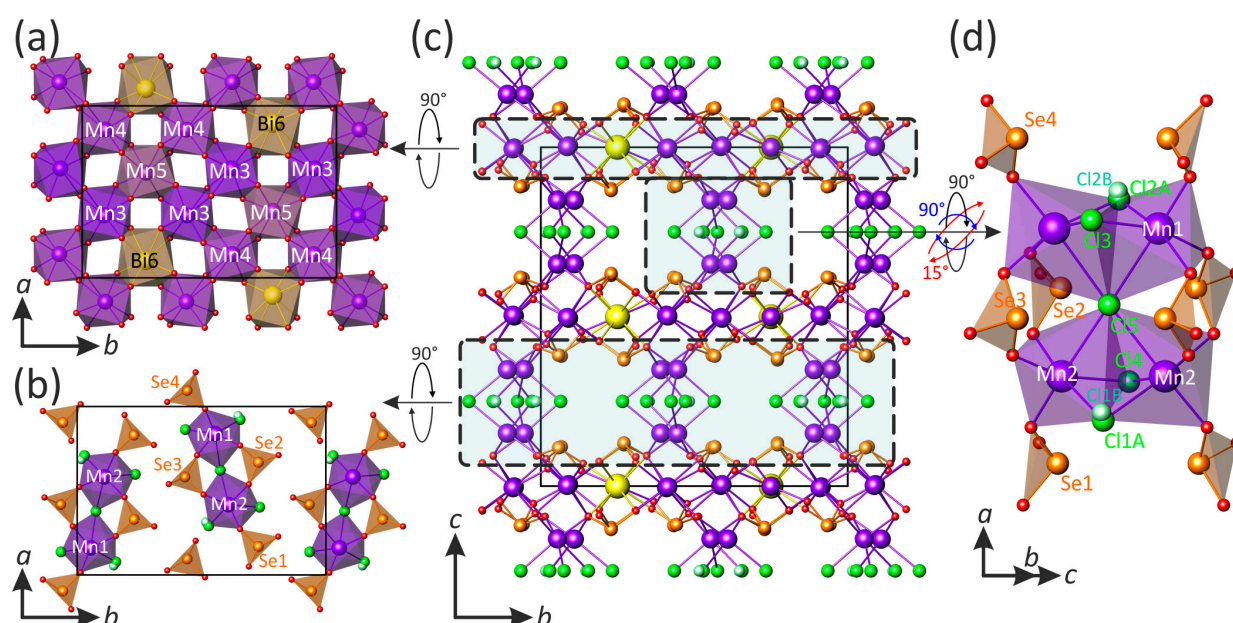 (a)
Mn4 Mn4 Bi6
Mn5 Mn3 Mn3
Mn3 Mn3 Mn5
Bi6 Mn4 Mn4
a
b
90°
(b)
Se4
Mn1
Se2
Se3
Mn2
Mn2
Mn1
Se1
a
b
90°
(c)
c
b
90°
90°
15°
(d)
Se4
Cl2B
Cl2A
Mn1
Cl3
Se3
Se2
Cl5
Cl4
Mn2
Mn2
Cl1B
Cl1A
Se1
a
b
c